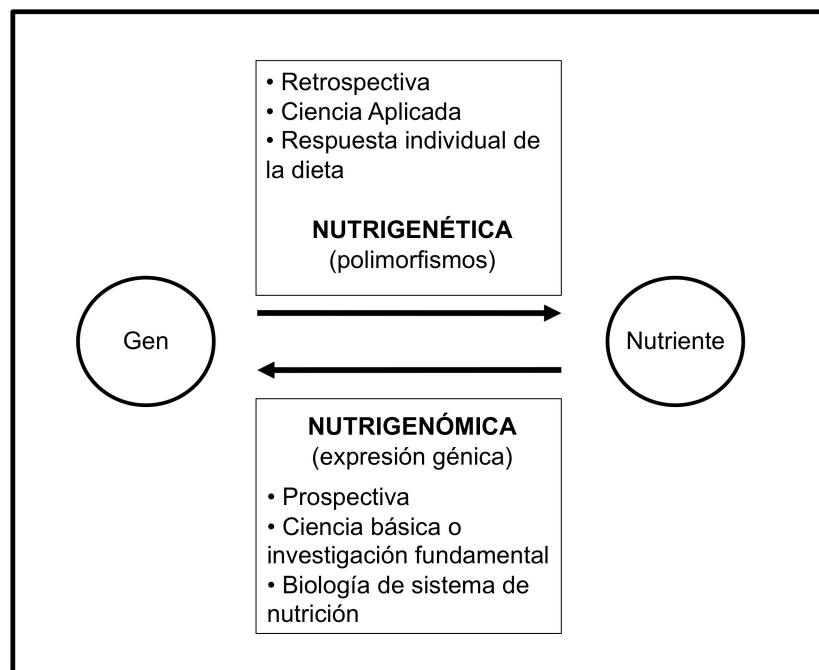 • Retrospectiva
• Ciencia Aplicada
• Respuesta individual de
la dieta
NUTRIGENÉTICA
(polimorfismos)
Gen
Nutriente
NUTRIGENÓMICA
(expresión génica)
• Prospectiva
• Ciencia básica o
investigación fundamental
• Biología de sistema de
nutrición